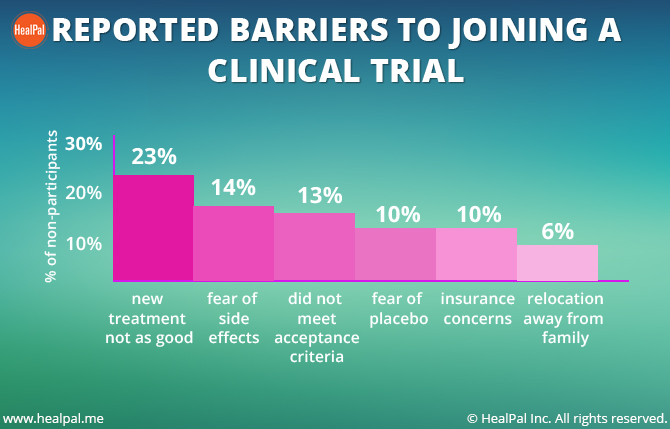 HealPal
REPORTED BARRIERS TO JOINING A
CLINICAL TRIAL
% of non-participants
30%
20%
10%
23%
14%
13%
10%
10%
6%
new
treatment
not as good
fear of
side
effects
did not
meet
acceptance
criteria
fear of
placebo
insurance
concerns
relocation
away from
family
www.healpal.me
© HealPal Inc. All rights reserved.